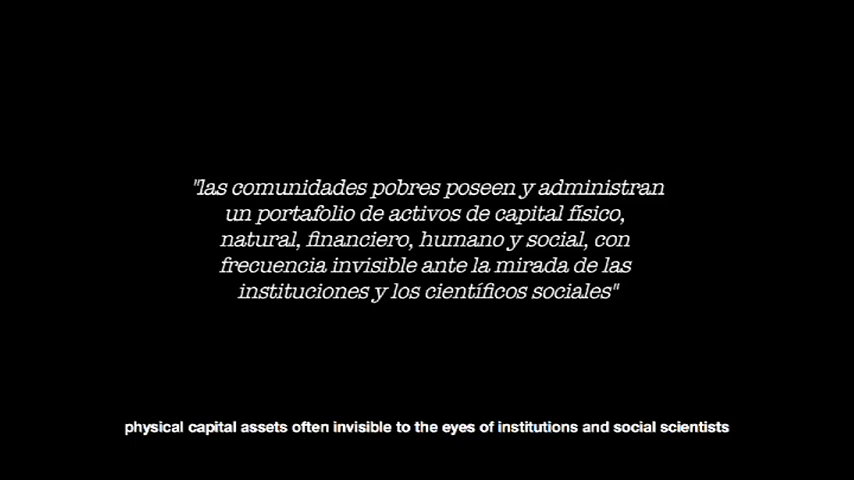 "las comunidades pobres poseen y administran
un portafolio de activos de capital físico,
natural, financiero, humano y social, con
frecuencia invisible ante la mirada de las
instituciones y los científicos sociales"
physical capital assets often invisible to the eyes of institutions and social scientists